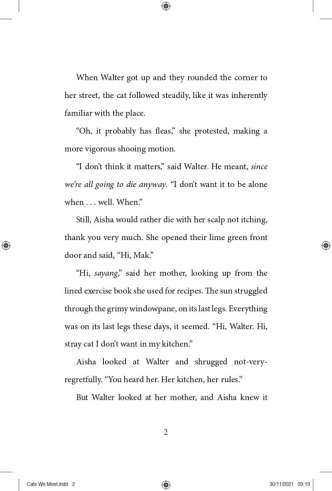 When Walter got up and they rounded the corner to
her street, the cat followed steadily, like it was inherently
familiar with the place.
“Oh, it probably has fleas,” she protested, making a
more vigorous shooing motion.
“I don’t think it matters,” said Walter. He meant, since
we’re all going to die anyway. “I don’t want it to be alone
when . . . well. When.”
Still, Aisha would rather die with her scalp not itching,
thank you very much. She opened their lime green front
door and said, “Hi, Mak.”
“Hi, sayang,” said her mother, looking up from the
lined exercise book she used for recipes. The sun struggled
through the grimy windowpane, on its last legs. Everything
was on its last legs these days, it seemed. “Hi, Walter. Hi,
stray cat I don’t want in my kitchen.”
Aisha looked at Walter and shrugged not-very-
regretfully. “You heard her. Her kitchen, her rules.”
But Walter looked at her mother, and Aisha knew it
2
Cats We Meet.indd 2
30/11/2021 09:19